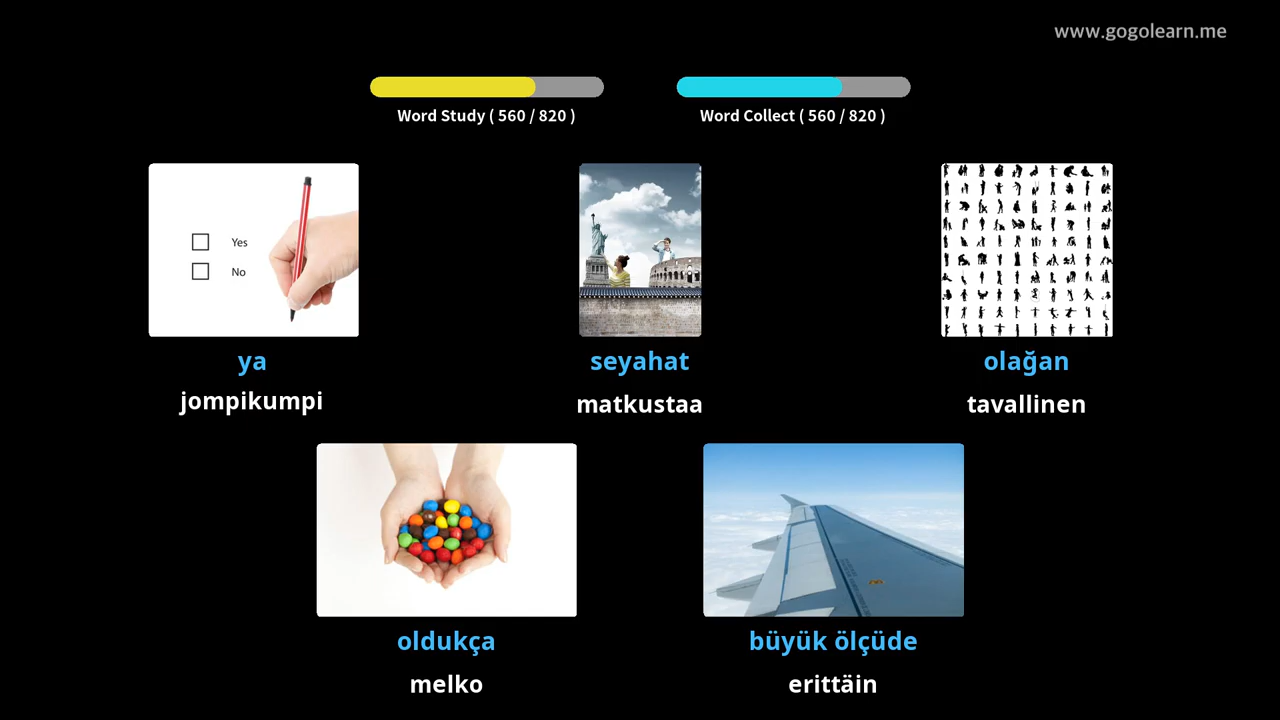 www.gogolearn.me
Word Study ( 560 / 820 )
Word Collect ( 560 / 820 )
Yes
No
ya
jompikumpi
seyahat
matkustaa
olağan
tavallinen
oldukça
melko
büyük ölçüde
erittäin